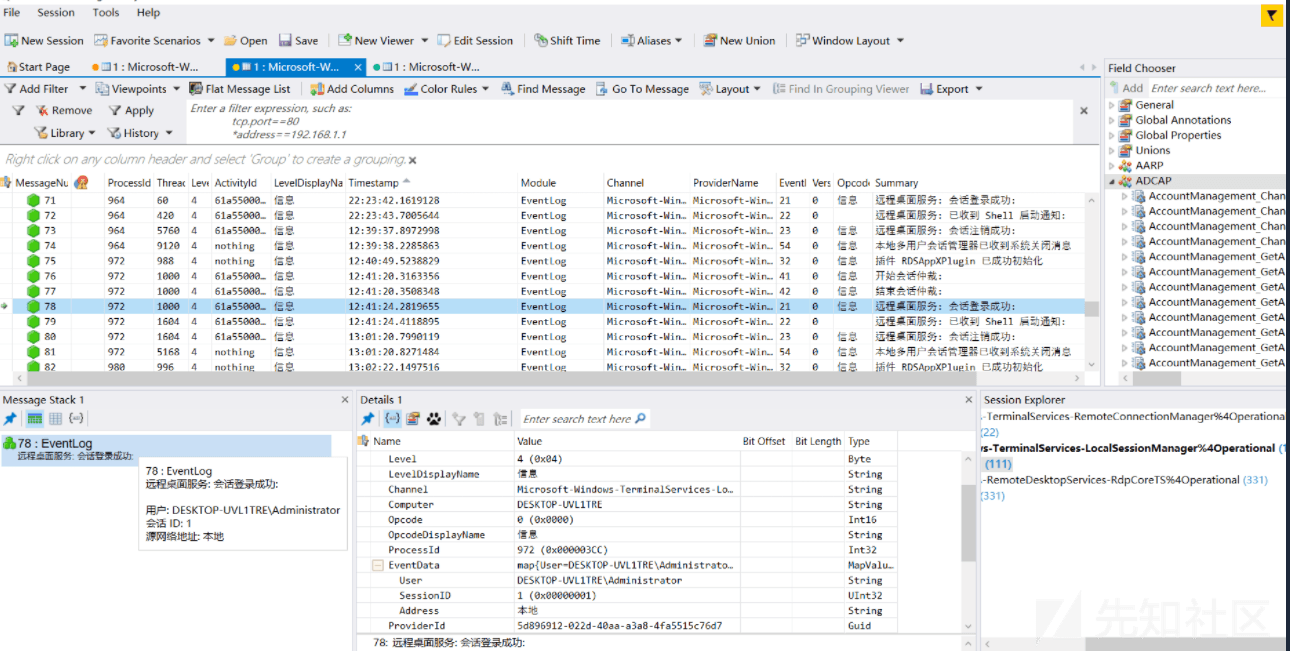 File Session Tools Help
New Session Favorite Scenarios Open Save New Viewer Edit Session Shift Time Aliases New Union Window Layout
Start Page 1 : Microsoft-W... 1 : Microsoft-W... 1 : Microsoft-W...
Add Filter Viewpoints Flat Message List Add Columns Color Rules Find Message Go To Message Layout Find In Grouping Viewer Export
Remove Apply
Library History
Enter a filter expression, such as:
tcp.port==80
*address==192.168.1.1
Right click on any column header and select 'Group' to create a grouping.
MessageNu ProcessId Threa Leve ActivityId LevelDisplayNa Timestamp Module Channel ProviderName EventI Vers Opcode Summary
71 964 60 4 61a55000… 信息 22:23:42.1619128 EventLog Microsoft-Win… Microsoft-Win… 21 0 信息 远程桌面服务: 会话登录成功:
72 964 420 4 61a55000… 信息 22:23:43.7005644 EventLog Microsoft-Win… Microsoft-Win… 22 0 远程桌面服务: 已收到 Shell 启动通知:
73 964 5760 4 61a55000… 信息 12:39:37.8972998 EventLog Microsoft-Win… Microsoft-Win… 23 0 信息 远程桌面服务: 会话注销成功:
74 964 9120 4 nothing 信息 12:39:38.2285863 EventLog Microsoft-Win… Microsoft-Win… 54 0 信息 本地多用户会话管理器已收到系统关闭消息
75 972 988 4 nothing 信息 12:40:49.5238829 EventLog Microsoft-Win… Microsoft-Win… 32 0 信息 插件 RDSAppXPlugin 已成功初始化
76 972 1000 4 61a55000… 信息 12:41:20.3163356 EventLog Microsoft-Win… Microsoft-Win… 41 0 信息 开始会话仲裁:
77 972 1000 4 61a55000… 信息 12:41:20.3508348 EventLog Microsoft-Win… Microsoft-Win… 42 0 信息 结束会话仲裁:
78 972 1000 4 61a55000… 信息 12:41:24.2819655 EventLog Microsoft-Win… Microsoft-Win… 21 0 信息 远程桌面服务: 会话登录成功:
79 972 1604 4 61a55000… 信息 12:41:24.4118895 EventLog Microsoft-Win… Microsoft-Win… 22 0 远程桌面服务: 已收到 Shell 启动通知:
80 972 1604 4 61a55000… 信息 13:01:20.7990119 EventLog Microsoft-Win… Microsoft-Win… 23 0 信息 远程桌面服务: 会话注销成功:
81 972 5168 4 nothing 信息 13:01:20.8271484 EventLog Microsoft-Win… Microsoft-Win… 54 0 信息 本地多用户会话管理器已收到系统关闭消息
82 980 996 4 nothing 信息 13:02:22.1497516 EventLog Microsoft-Win… Microsoft-Win… 32 0 信息 插件 RDSAppXPlugin 已成功初始化
Field Chooser
Add Enter search text here...
General
Global Annotations
Global Properties
Unions
AARP
ADCAP
AccountManagement_Chan
AccountManagement_Chan
AccountManagement_Chan
AccountManagement_Chan
AccountManagement_GetA
AccountManagement_GetA
AccountManagement_GetA
AccountManagement_GetA
AccountManagement_GetA
AccountManagement_GetA
AccountManagement_GetA
AccountManagement_GetA
Message Stack 1
78 : EventLog
远程桌面服务: 会话登录成功:
78 : EventLog
远程桌面服务: 会话登录成功:
用户: DESKTOP-UVL1TRE\Administrator
会话 ID: 1
源网络地址: 本地
Details 1
Enter search text here
Name Value Bit Offset Bit Length Type
Level 4 (0x04) Byte
LevelDisplayName 信息 String
Channel Microsoft-Windows-TerminalServices-Lo… String
Computer DESKTOP-UVL1TRE String
Opcode 0 (0x0000) Int16
OpcodeDisplayName 信息 String
ProcessId 972 (0x000003CC) Int32
EventData map{User=DESKTOP-UVL1TRE\Administrato… MapValu…
User DESKTOP-UVL1TRE\Administrator String
SessionID 1 (0x00000001) UInt32
Address 本地 String
ProviderId 5d896912-022d-40aa-a3a8-4fa5515c76d7 Guid
78: 远程桌面服务: 会话登录成功:
Session Explorer
-TerminalServices-RemoteConnectionManager%4Operational
(22)
s-TerminalServices-LocalSessionManager%4Operational (1
(111)
-RemoteDesktopServices-RdpCoreTS%4Operational (331)
(331)
先知社区